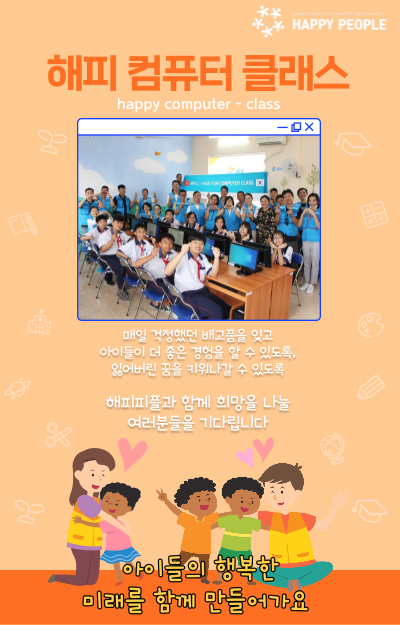 HAPPY PEOPLE
해피 컴퓨터 클래스
happy computer - class
매일 걱정했던 배고픔을 잊고
아이들이 더 좋은 경험을 할 수 있도록,
잃어버린 꿈을 키워나갈 수 있도록
해피피플과 함께 희망을 나눌
여러분들을 기다립니다
아이들의 행복한
미래를 함께 만들어가요